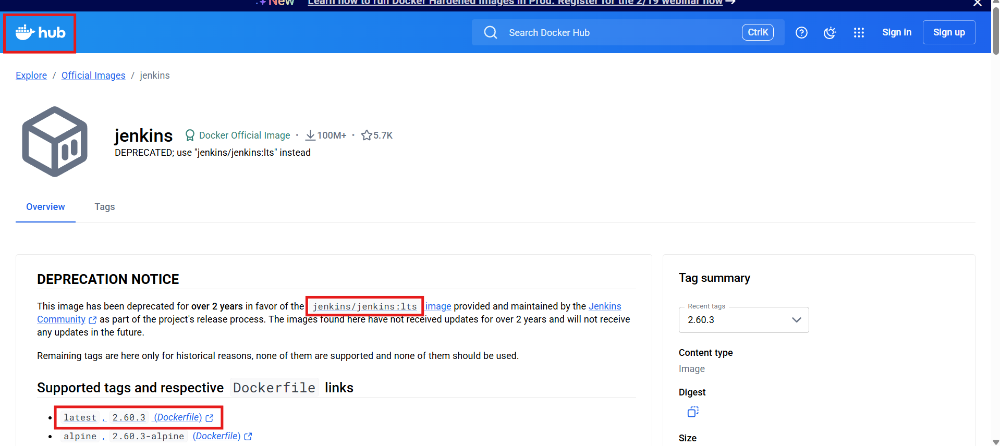 New Learn how to run Docker Hardened Images in Prod. Register for the 2/19 webinar now →
hub
Search Docker Hub
CtrlK
Sign in
Sign up
Explore / Official Images / jenkins
jenkins Docker Official Image • 100M+ • 5.7K
DEPRECATED; use "jenkins/jenkins:lts" instead
Overview Tags
DEPRECATION NOTICE
This image has been deprecated for over 2 years in favor of the jenkins/jenkins:lts image provided and maintained by the Jenkins
Community as part of the project's release process. The images found here have not received updates for over 2 years and will not receive
any updates in the future.
Remaining tags are here only for historical reasons, none of them are supported and none of them should be used.
Supported tags and respective Dockerfile links
• latest , 2.60.3 (Dockerfile)
• alpine , 2.60.3-alpine (Dockerfile)
Tag summary
Recent tags
2.60.3
Content type
Image
Digest
Size